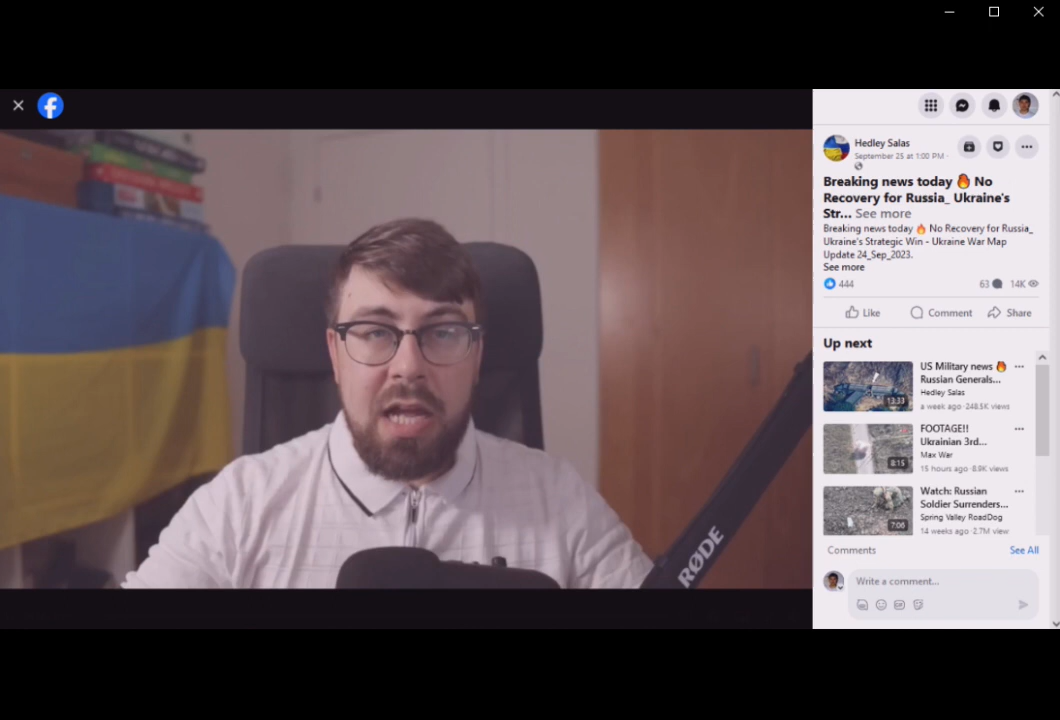 Hedley Salas
September 25 at 1:00 PM ·
Breaking news today 🔥 No
Recovery for Russia_ Ukraine's
Str... See more
Breaking news today 🔥 No Recovery for Russia_
Ukraine's Strategic Win - Ukraine War Map
Update 24_Sep_2023.
See more
444
63
14K
Like
Comment
Share
Up next
13:33
US Military news 🔥
Russian Generals...
Hedley Salas
a week ago · 248.5K views
8:15
FOOTAGE!!
Ukrainian 3rd...
Max War
15 hours ago · 8.9K views
7:06
Watch: Russian
Soldier Surrenders...
Spring Valley RoadDog
14 weeks ago · 2.7M view
Comments
See All
Write a comment...
GIF
RØDE